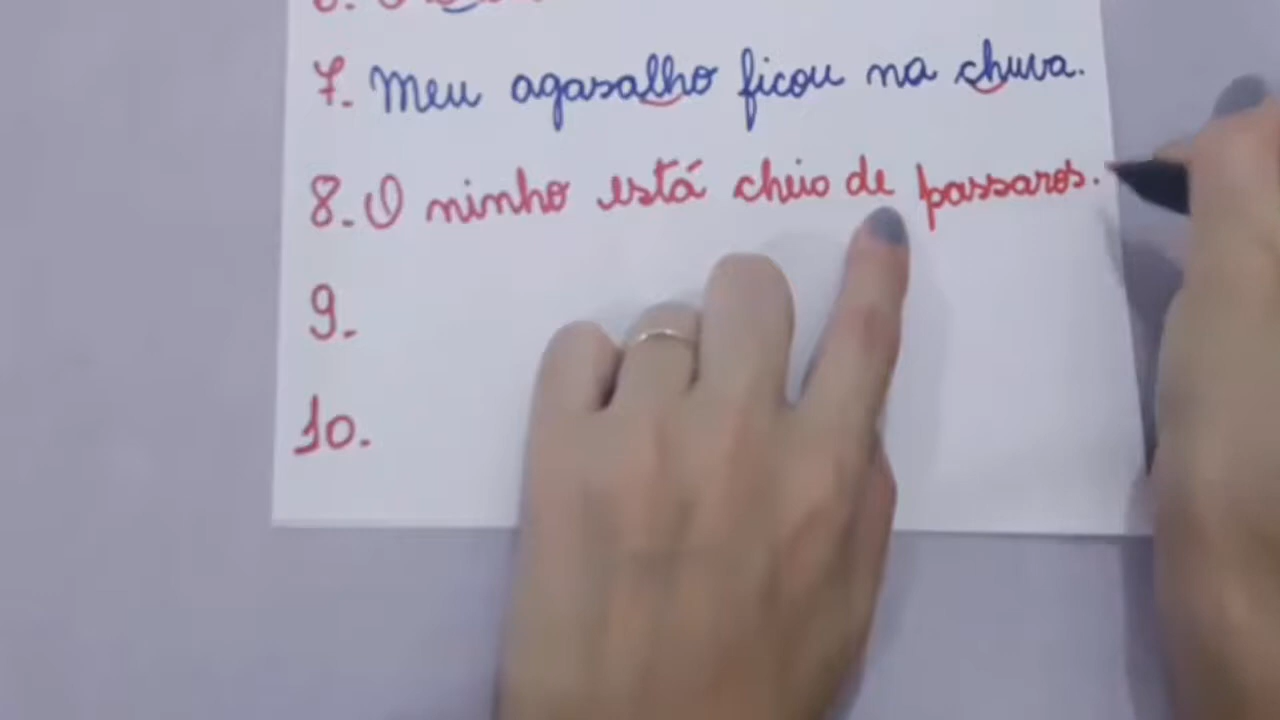 7. Meu agasalho ficou na chuva.
8. O ninho está cheio de passaros.
9.
10.